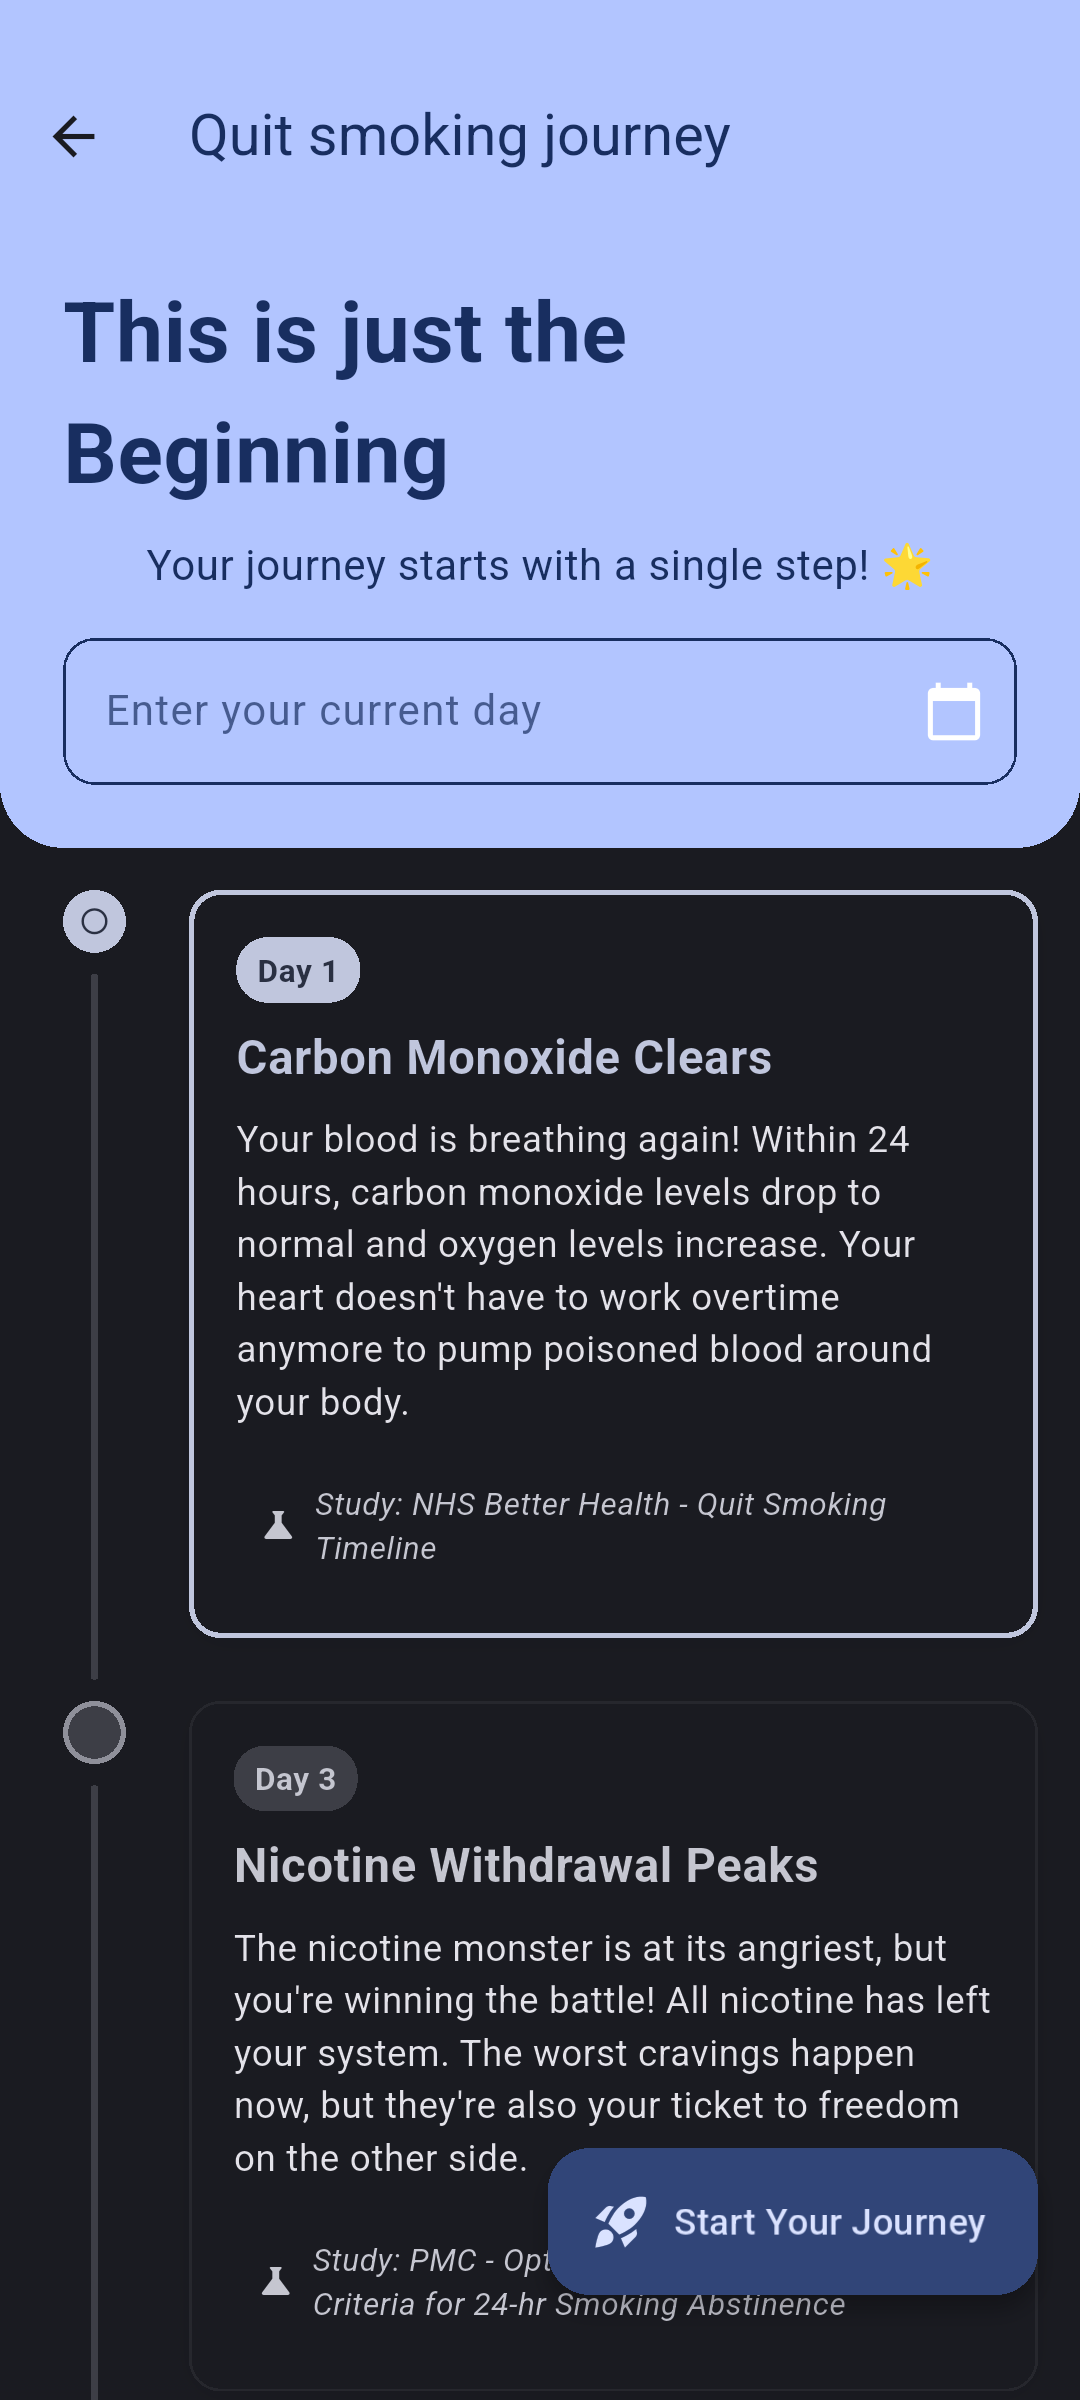 Quit smoking journey
This is just the
Beginning
Your journey starts with a single step! 🌟
Enter your current day
Day 1
Carbon Monoxide Clears
Your blood is breathing again! Within 24
hours, carbon monoxide levels drop to
normal and oxygen levels increase. Your
heart doesn't have to work overtime
anymore to pump poisoned blood around
your body.
Study: NHS Better Health - Quit Smoking
Timeline
Day 3
Nicotine Withdrawal Peaks
The nicotine monster is at its angriest, but
you're winning the battle! All nicotine has left
your system. The worst cravings happen
now, but they're also your ticket to freedom
on the other side.
Start Your Journey
Study: PMC -
Criteria for 24-hr Smoking Abstinence